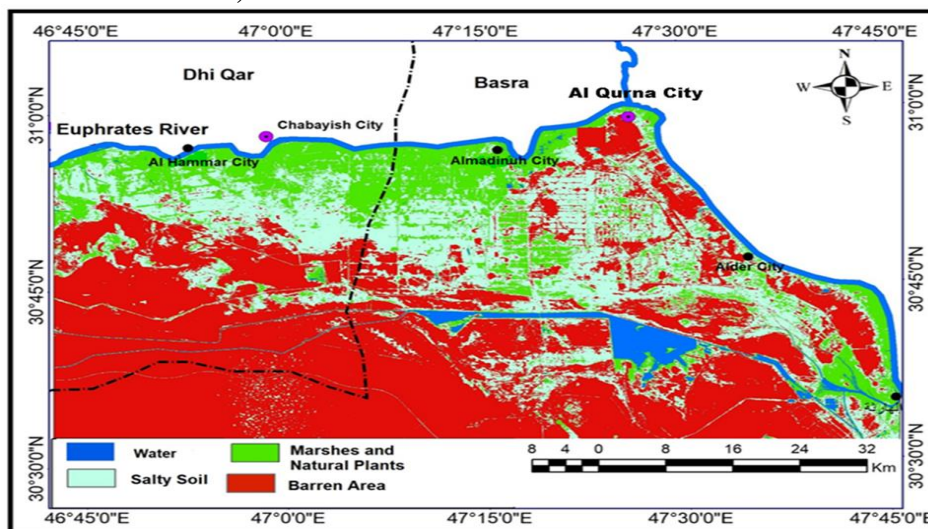 46°45'0"E 47°0'0"E 47°15'0"E 47°30'0"E 47°45'0"E
N
W E
S
Dhi Qar
Basra
Al Qurna City
31°0'0"N
31°0'0"N
Euphrates River
Chabayish City
Al Hammar City
Almadinuh City
Alder City
30°45'0"N
30°45'0"N
30°30'0"N
30°30'0"N
Water
Marshes and
Natural Plants
Salty Soil
Barren Area
8 4 0 8 16 24 32
Km
46°45'0"E 47°0'0"E 47°15'0"E 47°30'0"E 47°45'0"E